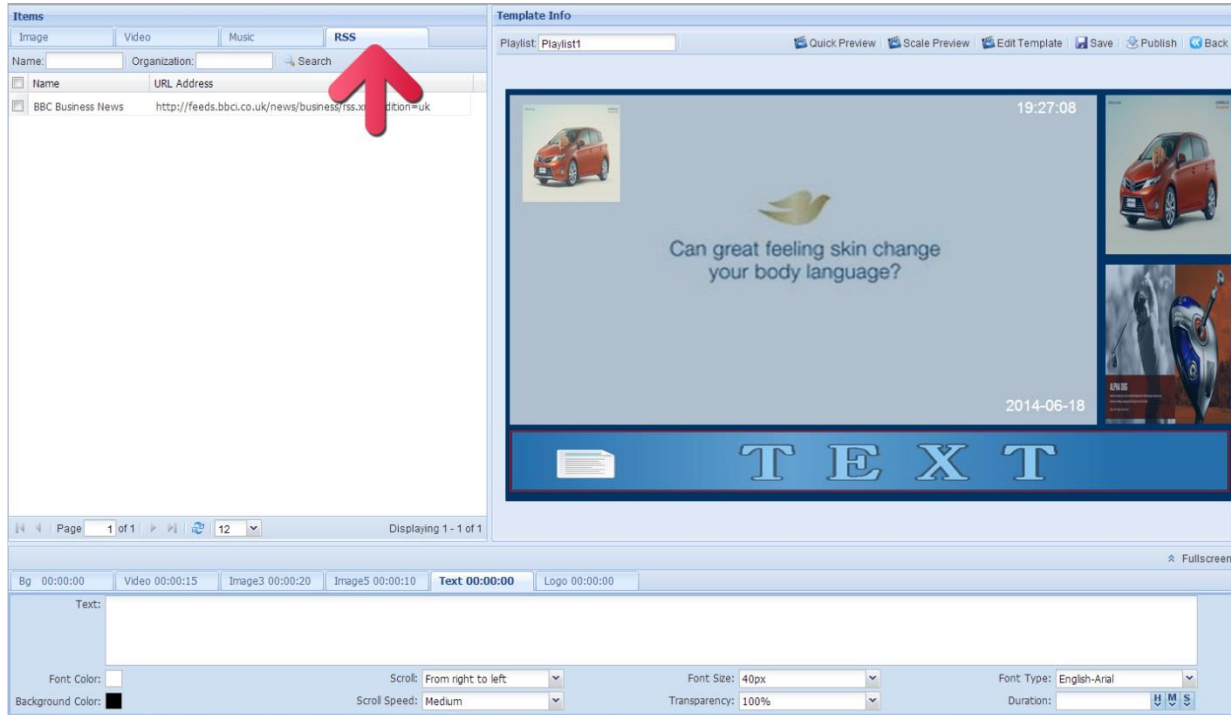 Items
Image Video Music RSS
Name: Organization: Search
Name URL Address
BBC Business News http://feeds.bbci.co.uk/news/business/rss.x dition=uk
Page 1 of 1 12 Displaying 1 - 1 of 1
Template Info
Playlist: Playlist1 Quick Preview Scale Preview Edit Template Save Publish Back
19:27:08
Can great feeling skin change
your body language?
2014-06-18
ALPHA DOG
TEXT
Fullscreen
Bg 00:00:00 Video 00:00:15 Image3 00:00:20 Image5 00:00:10 Text 00:00:00 Logo 00:00:00
Text:
Font Color: Scroll: From right to left Font Size: 40px Font Type: English-Arial
Background Color: Scroll Speed: Medium Transparency: 100% Duration: H M S